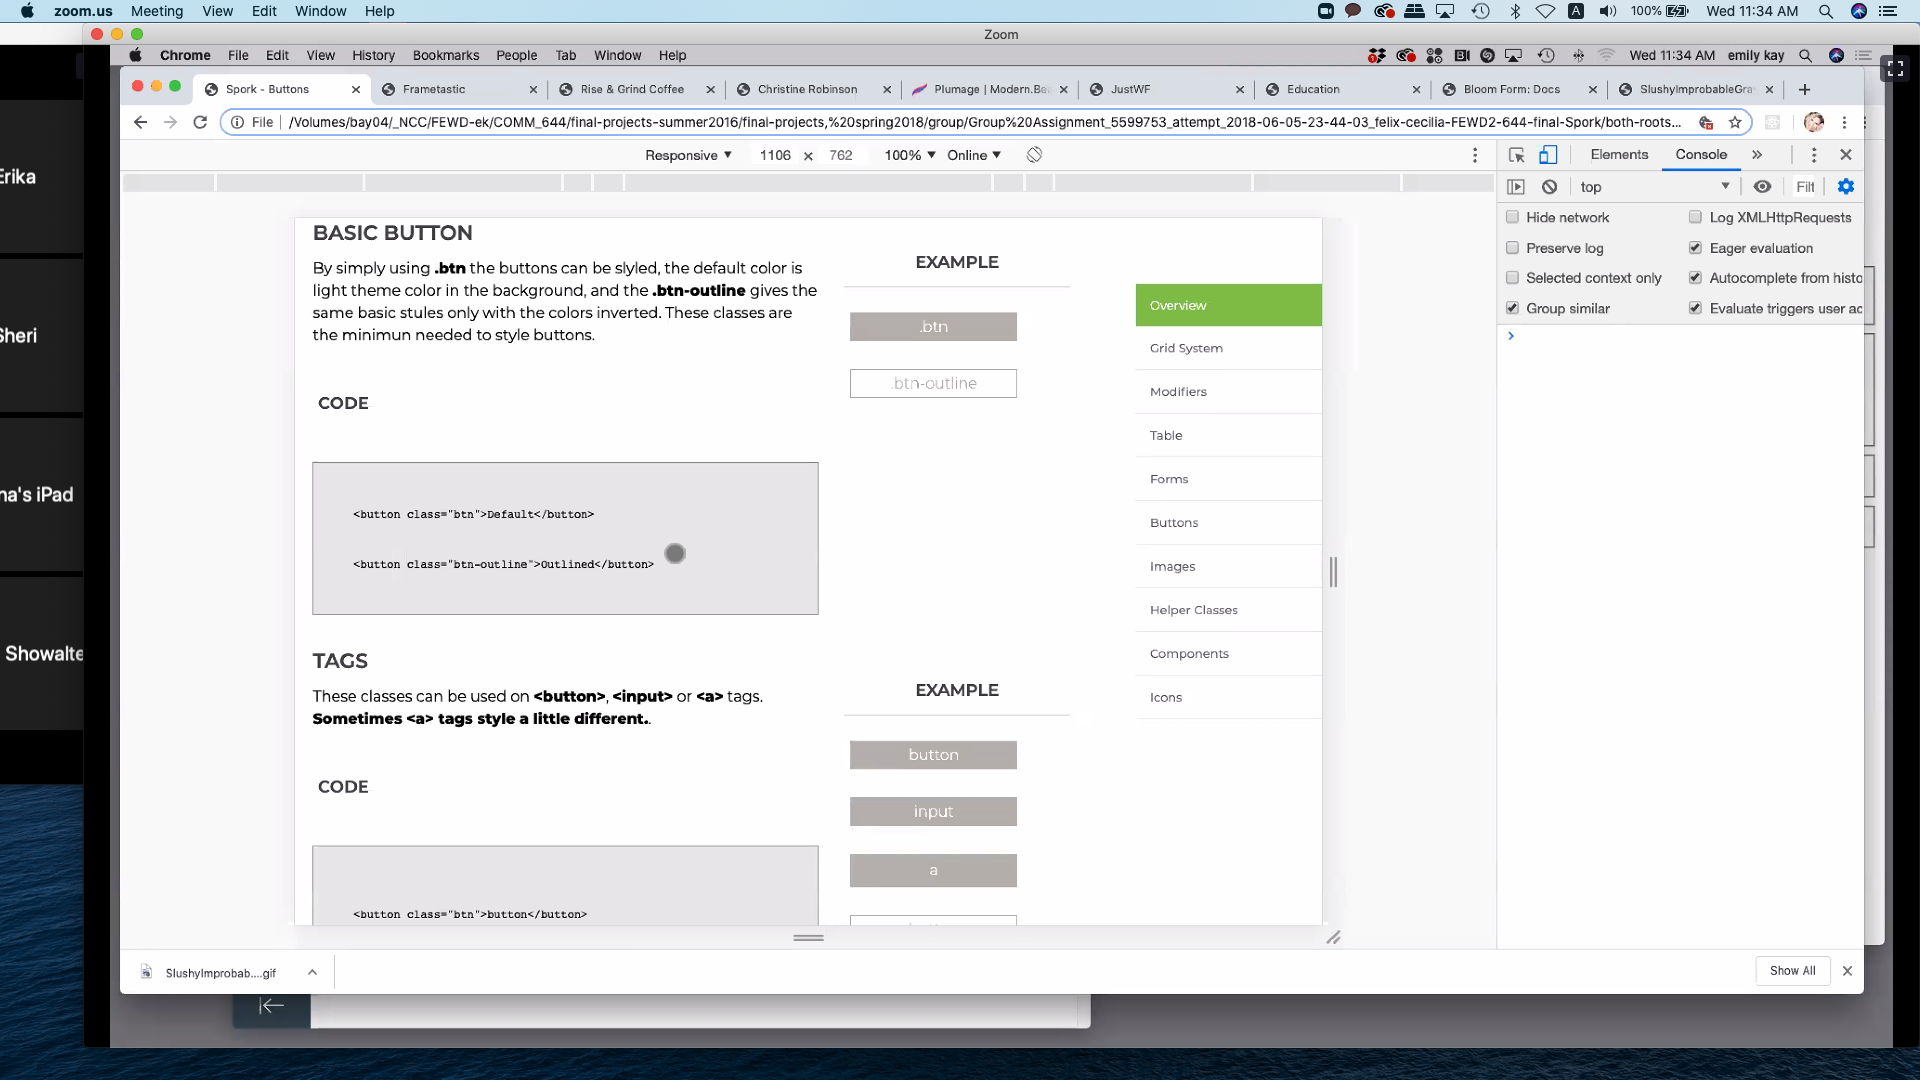 zoom.us Meeting View Edit Window Help
100% Wed 11:34 AM
Zoom
Chrome File Edit View History Bookmarks People Tab Window Help
Wed 11:34 AM emily kay
Spork - Buttons
Frametastic
Rise & Grind Coffee
Christine Robinson
Plumage | Modern.Be
JustWF
Education
Bloom Form: Docs
SlushyImprobableGra
File /Volumes/bay04/_NCC/FEWD-ek/COMM_644/final-projects-summer2016/final-projects,%20spring2018/group/Group%20Assignment_5599753_attempt_2018-06-05-23-44-03_felix-cecilia-FEWD2-644-final-Spork/both-roots...
Responsive 1106 × 762 100% Online
Elements Console
top Filt
Hide network
Log XMLHttpRequests
Preserve log
Eager evaluation
Selected context only
Autocomplete from histo
Group similar
Evaluate triggers user ac
BASIC BUTTON
By simply using .btn the buttons can be slyled, the default color is
light theme color in the background, and the .btn-outline gives the
same basic stules only with the colors inverted. These classes are
the minimun needed to style buttons.
EXAMPLE
.btn
.btn-outline
CODE
<button class="btn">Default</button>
<button class="btn-outline">Outlined</button>
TAGS
These classes can be used on <button>, <input> or <a> tags.
Sometimes <a> tags style a little different..
EXAMPLE
button
input
a
CODE
<button class="btn">button</button>
Overview
Grid System
Modifiers
Table
Forms
Buttons
Images
Helper Classes
Components
Icons
SlushyImprobab....gif
Show All
Erika
Sheri
na's iPad
Showalte